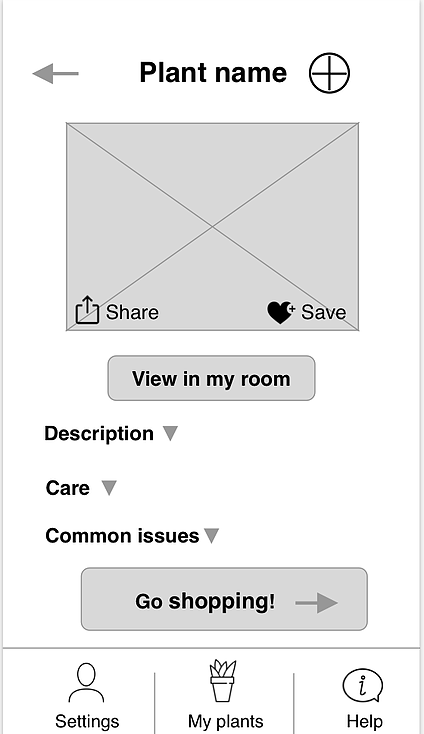 Plant name
Share
Save
View in my room
Description
Care
Common issues
Go shopping!
Settings
My plants
Help